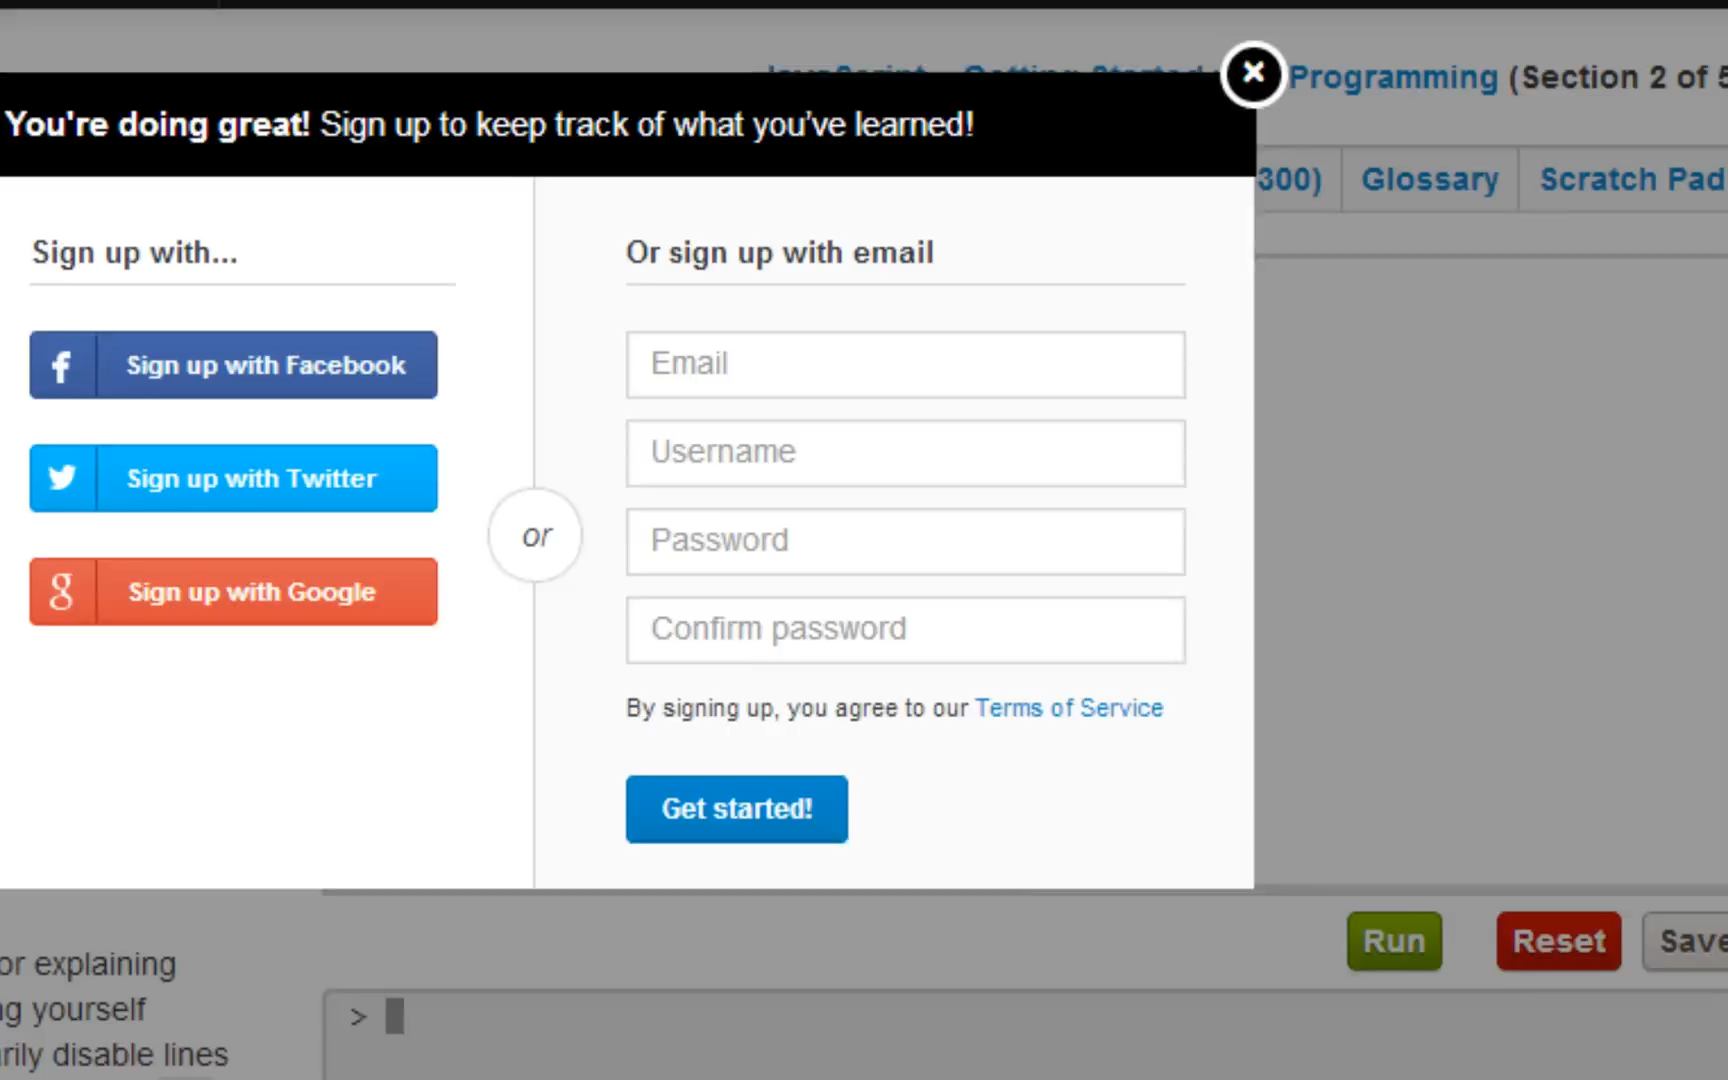 Programming (Section 2 of 5
You're doing great! Sign up to keep track of what you've learned!
300) Glossary Scratch Pad
Sign up with...
Or sign up with email
Sign up with Facebook
Sign up with Twitter
Sign up with Google
or
Email
Username
Password
Confirm password
By signing up, you agree to our Terms of Service
Get started!
Run Reset Save
or explaining
ng yourself
rily disable lines
>